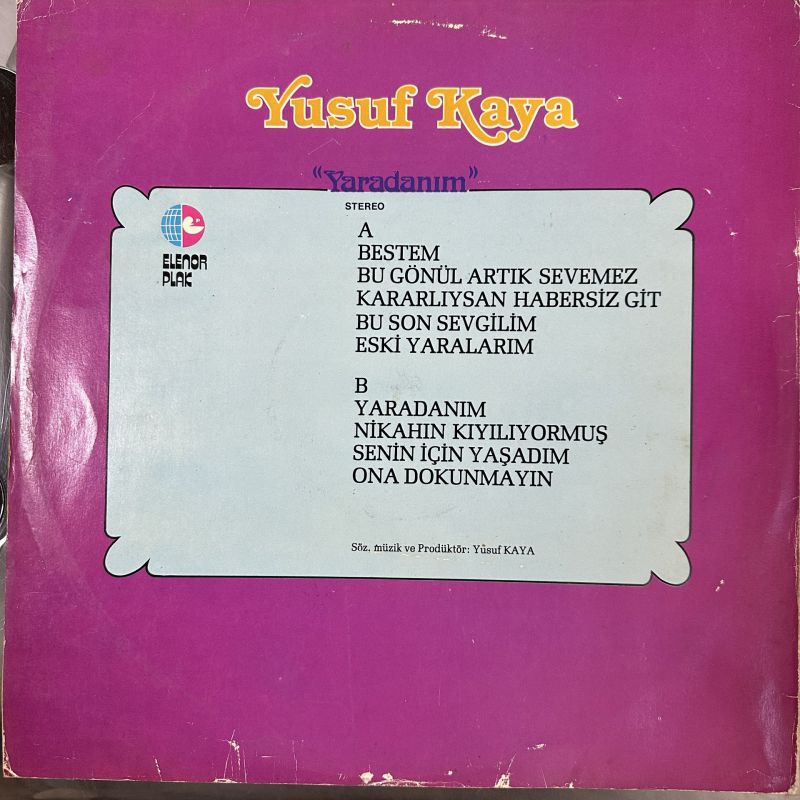 Yusuf Kaya
"Yaradanım"
STEREO
ELENOR
PLAK
A
BESTEM
BU GÖNÜL ARTIK SEVEMEZ
KARARLIYSAN HABERSİZ GİT
BU SON SEVGİLİM
ESKİ YARALARIM
B
YARADANIM
NİKAHIN KIYILIYORMUŞ
SENİN İÇİN YAŞADIM
ONA DOKUNMAYIN
Söz, müzik ve Prodüktör: Yusuf KAYA